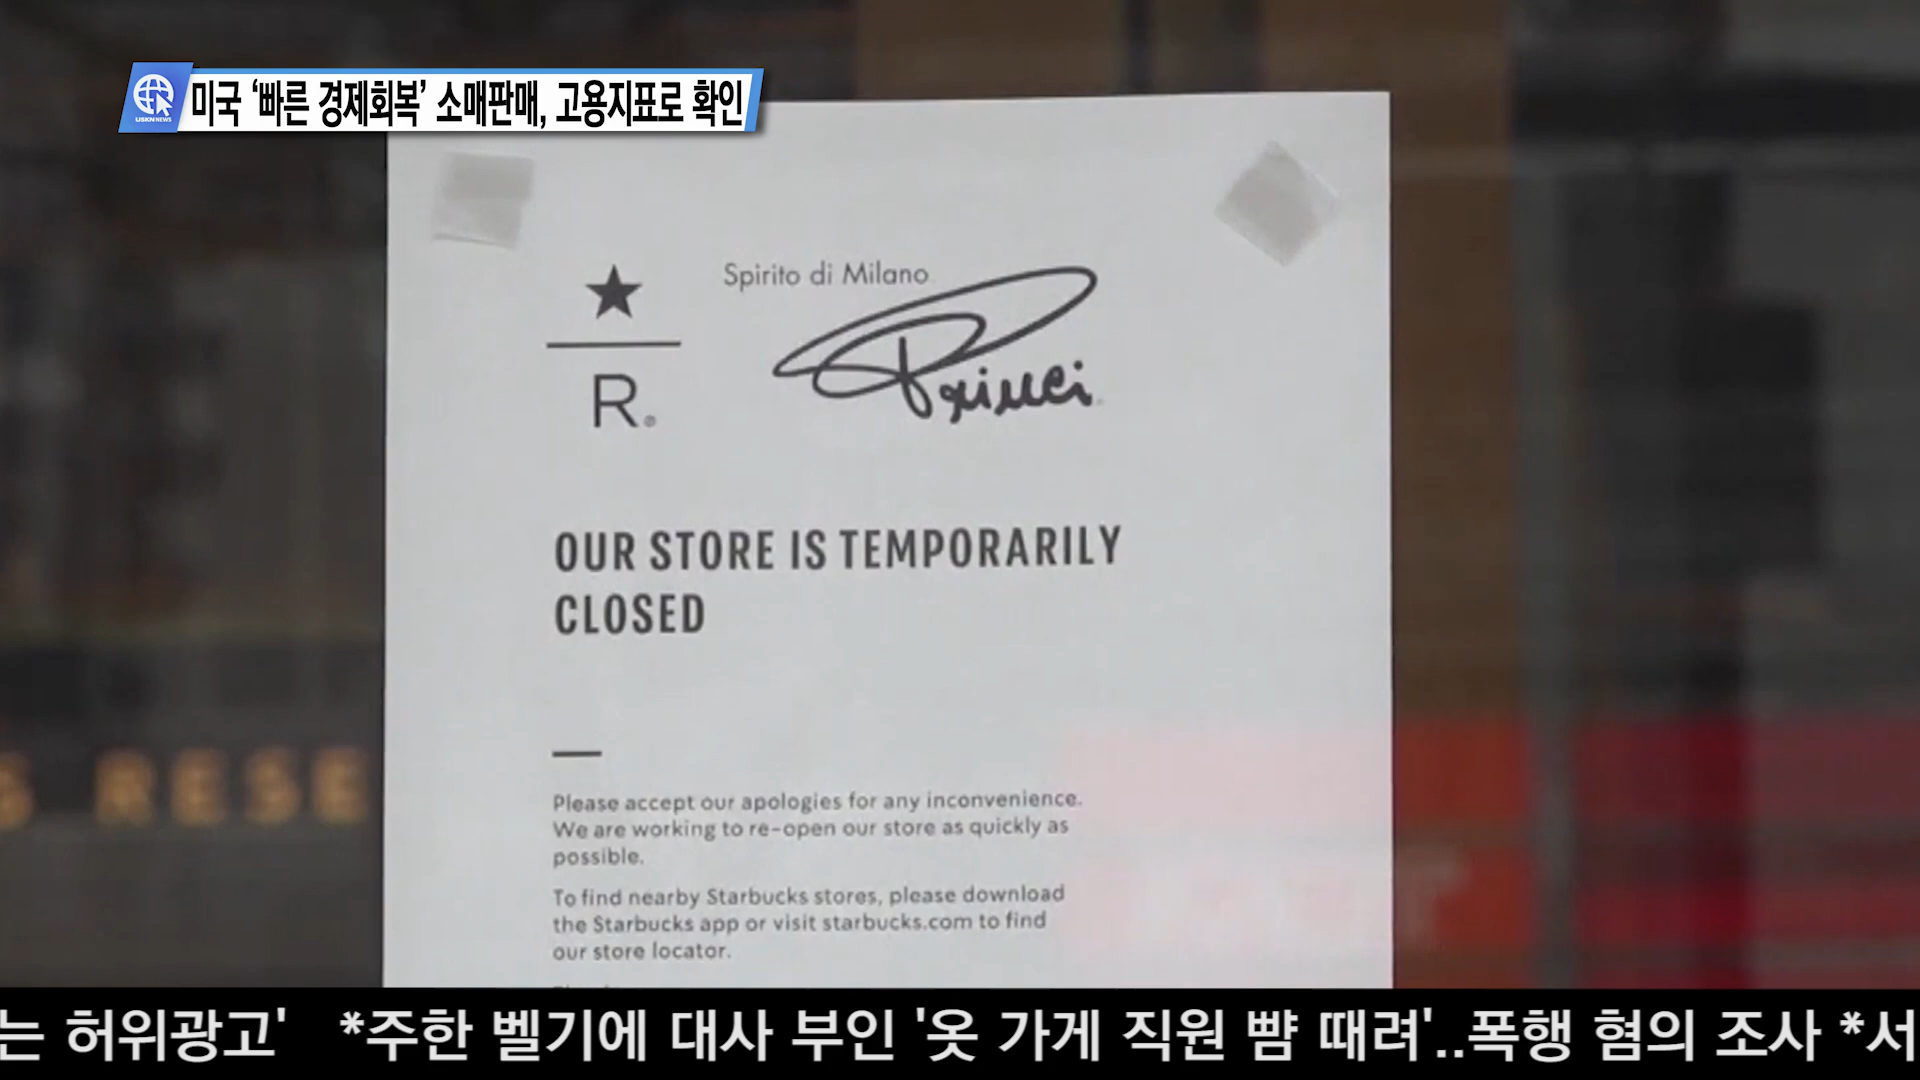 USKN NEWS
미국 ‘빠른 경제회복’ 소매판매, 고용지표로 확인
Spirito di Milano
Princi
R®
OUR STORE IS TEMPORARILY
CLOSED
S RESE
Please accept our apologies for any inconvenience.
We are working to re-open our store as quickly as
possible.
To find nearby Starbucks stores, please download
the Starbucks app or visit starbucks.com to find
our store locator.
는 허위광고' *주한 벨기에 대사 부인 '옷 가게 직원 뺨 때려'..폭행 혐의 조사 *서